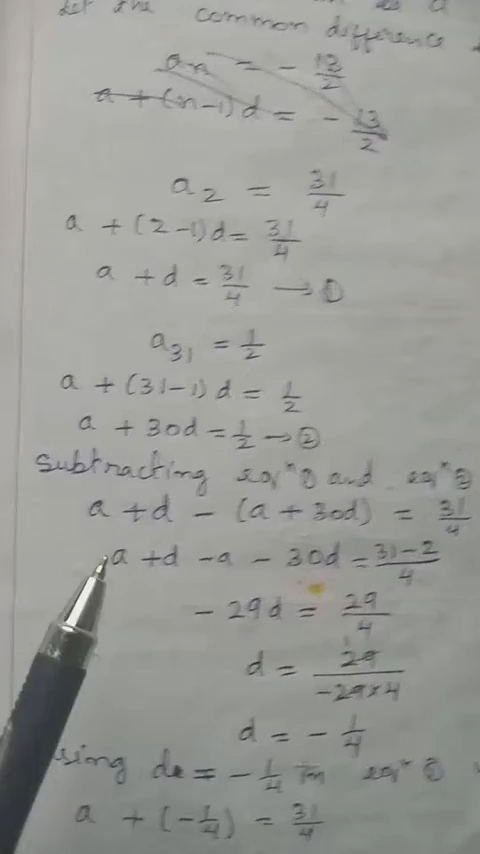 Let the
common difference
an = - 13/2
a + (n-1)d = - 13/2
a2 = 31/4
a + (2-1)d = 31/4
a + d = 31/4 → ①
a31 = 1/2
a + (31-1)d = 1/2
a + 30d = 1/2 → ②
Subtracting eqⁿ ① and eqⁿ ②
a + d - (a + 30d) = 31/4
a + d - a - 30d = 31-2/4
- 29d = 29/4
d = 29/-29×4
d = - 1/4
sing de = - 1/4 in eqⁿ ①
a + (-1/4) = 31/4